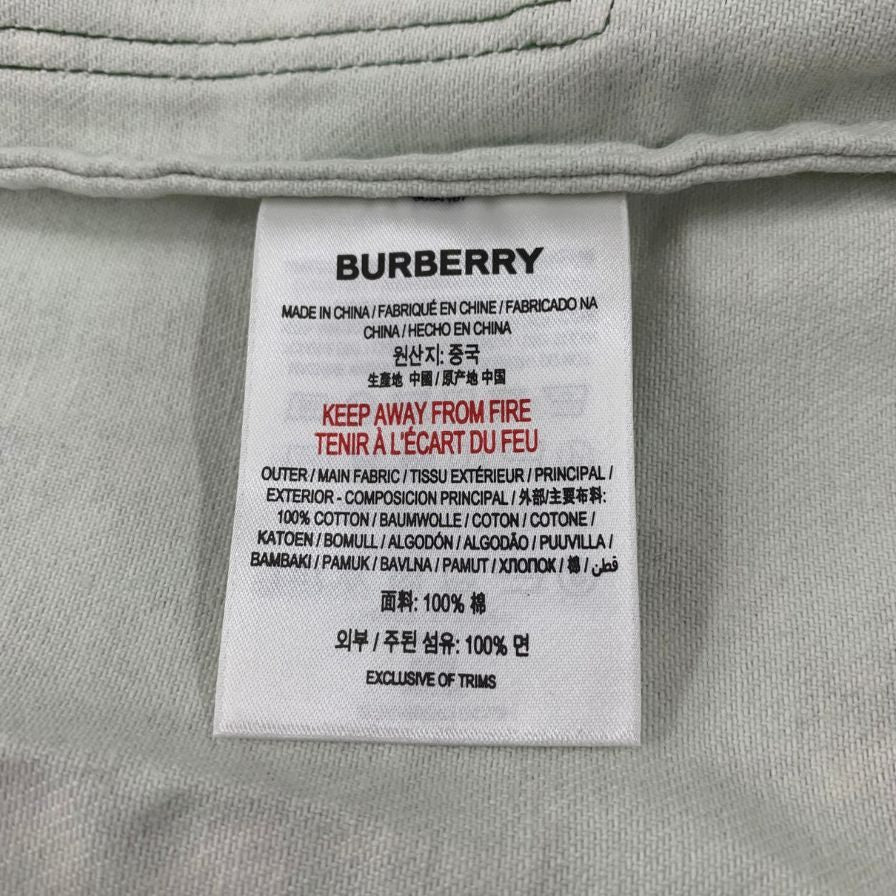 BURBERRY
MADE IN CHINA / FABRIQUÉ EN CHINE / FABRICADO NA
CHINA / HECHO EN CHINA
원산지: 중국
生產地 中國 / 原产地 中国
KEEP AWAY FROM FIRE
TENIR À L'ÉCART DU FEU
OUTER / MAIN FABRIC / TISSU EXTÉRIEUR / PRINCIPAL /
EXTERIOR - COMPOSICION PRINCIPAL / 外部/主要布料:
100% COTTON / BAUMWOLLE / COTON / COTONE /
KATOEN / BOMULL / ALGODÓN / ALGODÃO / PUUVILLA /
BAMBAKI / PAMUK / BAVLNA / PAMUT / ХЛОПОК / 棉 / قطن
面料: 100% 棉
외부 / 주된 섬유: 100% 면
EXCLUSIVE OF TRIMS